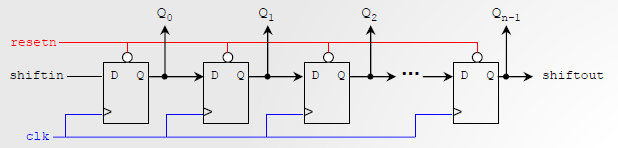 Q0 Q1 Q2 Qn-1
resetn
shiftin D Q D Q D Q ... D Q shiftout
clk